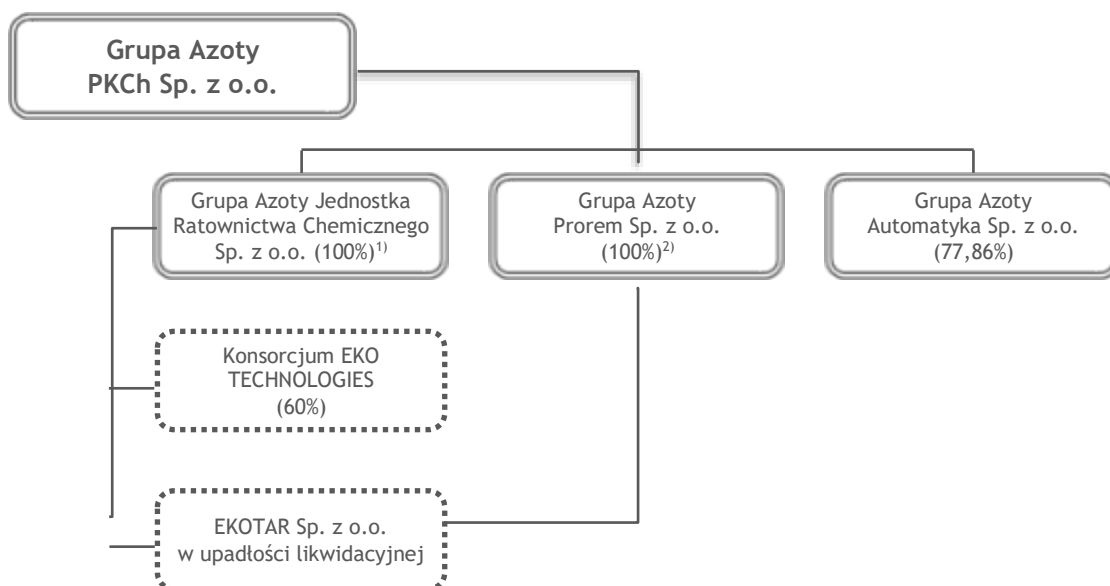 Grupa Azoty
PKCh Sp. z o.o.
Grupa Azoty Jednostka
Ratownictwa Chemicznego
Sp. z o.o. (100%)¹⁾
Grupa Azoty
Prorem Sp. z o.o.
(100%)²⁾
Grupa Azoty
Automatyka Sp. z o.o.
(77,86%)
Konsorcjum EKO
TECHNOLOGIES
(60%)
EKOTAR Sp. z o.o.
w upadłości likwidacyjnej